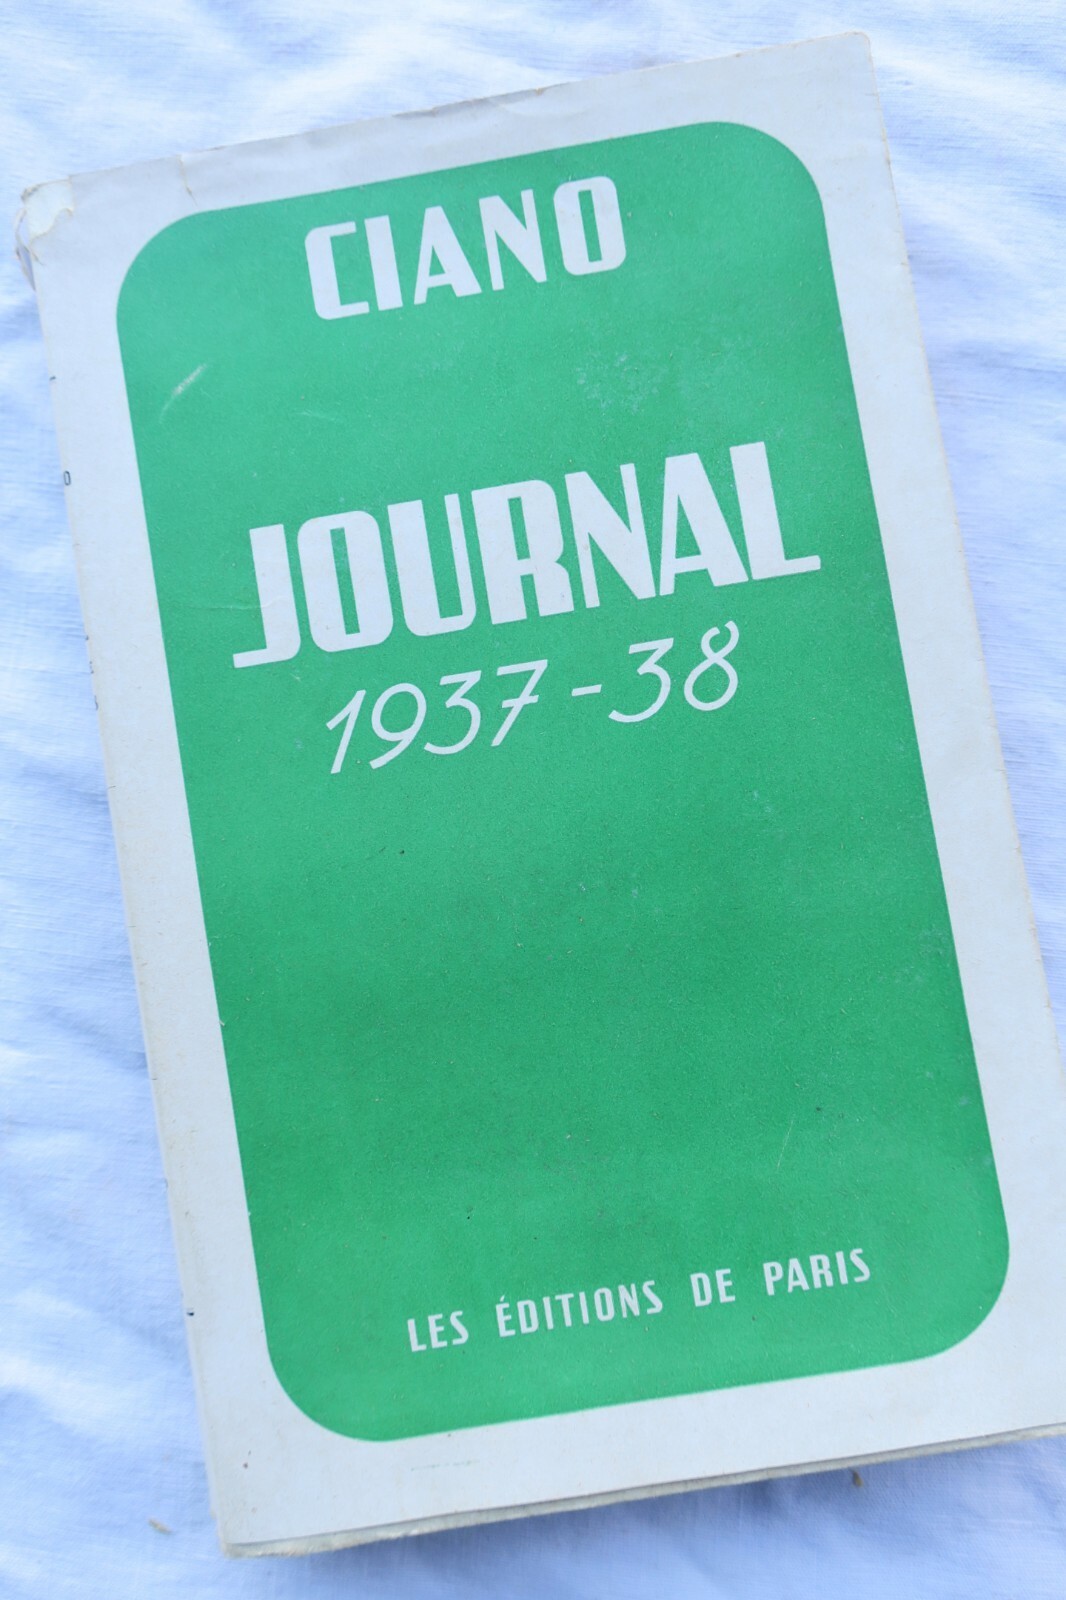 CIANO
JOURNAL
1937-38
LES ÉDITIONS DE PARIS